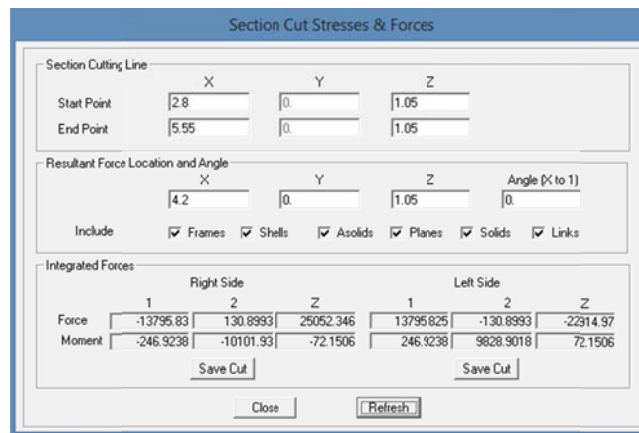 Section Cut Stresses & Forces
Section Cutting Line
X Y Z
Start Point 2.8 0. 1.05
End Point 5.55 0. 1.05
Resultant Force Location and Angle
X Y Z Angle (X to 1)
4.2 0. 1.05 0.
Include Frames Shells Asolids Planes Solids Links
Integrated Forces
Right Side Left Side
1 2 Z 1 2 Z
Force -13795.83 130.8993 25052.346 13795825 -130.8993 -22914.97
Moment -246.9238 -10101.93 -72.1506 246.9238 9828.9018 72.1506
Save Cut Save Cut
Close Refresh